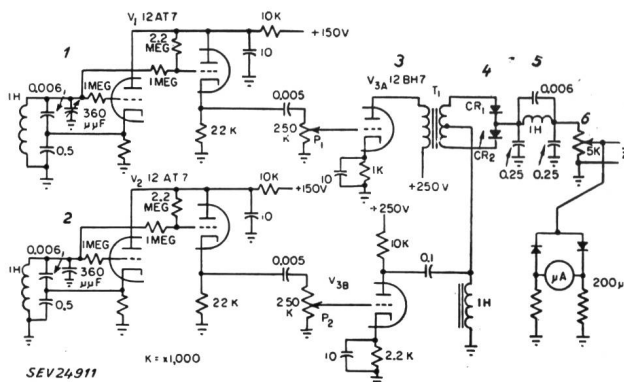 1
V1 12AT7
10K
+150V
2.2
MEG
10
1MEG
0.006
1MEG
1H
360
μμF
0.5
22K
0.005
250
K
P1
3
V3A 12BH7
T1
10
1K
+250V
4
CR1
CR2
5
0.006
1H
0.25
0.25
6
5K
2
V2 12AT7
10K
+150V
2.2
MEG
10
1MEG
0.006
1MEG
1H
360
μμF
0.5
22K
0.005
250
K
P2
+250V
10K
V3B
0.1
1H
10
2.2K
μA
K = x1,000
SEV24911